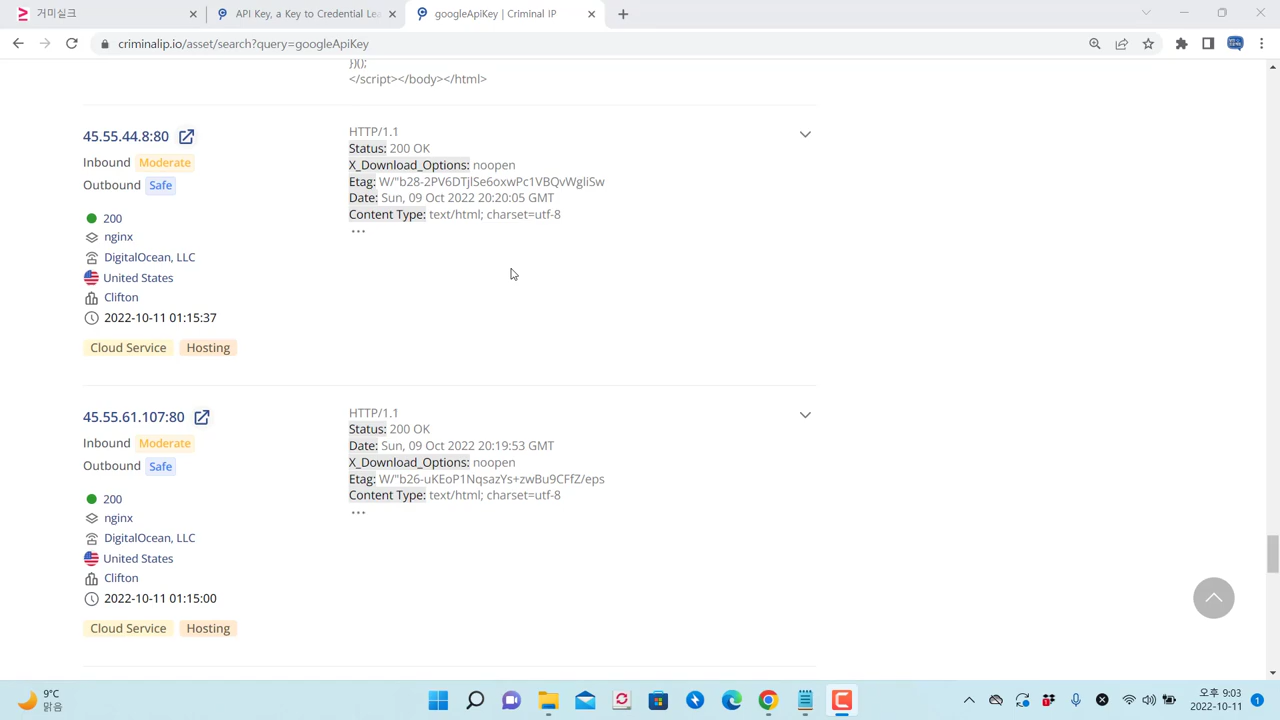 거미실크
API Key, a Key to Credential Lea
googleApiKey | Criminal IP
criminalip.io/asset/search?query=googleApiKey
})();
</script></body></html>
45.55.44.8:80
Inbound Moderate
Outbound Safe
200
nginx
DigitalOcean, LLC
United States
Clifton
2022-10-11 01:15:37
Cloud Service Hosting
HTTP/1.1
Status: 200 OK
X_Download_Options: noopen
Etag: W/"b28-2PV6DTjlSe6oxwPc1VBQvWgliSw
Date: Sun, 09 Oct 2022 20:20:05 GMT
Content Type: text/html; charset=utf-8
...
45.55.61.107:80
Inbound Moderate
Outbound Safe
200
nginx
DigitalOcean, LLC
United States
Clifton
2022-10-11 01:15:00
Cloud Service Hosting
HTTP/1.1
Status: 200 OK
Date: Sun, 09 Oct 2022 20:19:53 GMT
X_Download_Options: noopen
Etag: W/"b26-uKEoP1NqsazYs+zwBu9CFfZ/eps
Content Type: text/html; charset=utf-8
...
9°C
맑음
오후 9:03
2022-10-11
1